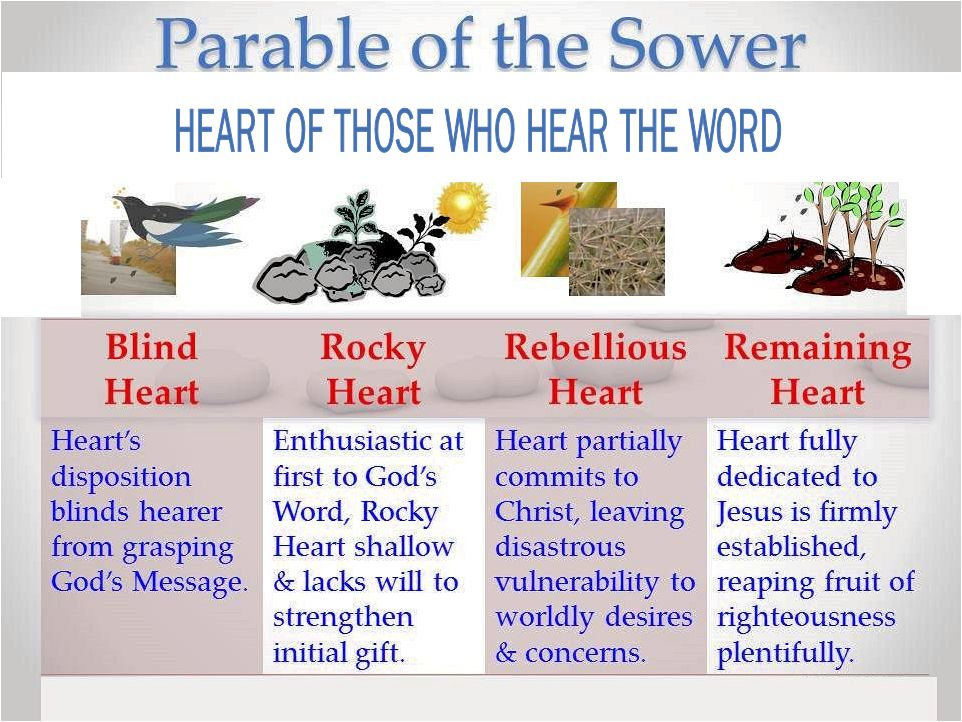 Parable of the Sower
HEART OF THOSE WHO HEAR THE WORD
Blind
Heart
Rocky
Heart
Rebellious
Heart
Remaining
Heart
Heart’s
disposition
blinds hearer
from grasping
God’s Message.
Enthusiastic at
first to God’s
Word, Rocky
Heart shallow
& lacks will to
strengthen
initial gift.
Heart partially
commits to
Christ, leaving
disastrous
vulnerability to
worldly desires
& concerns.
Heart fully
dedicated to
Jesus is firmly
established,
reaping fruit of
righteousness
plentifully.